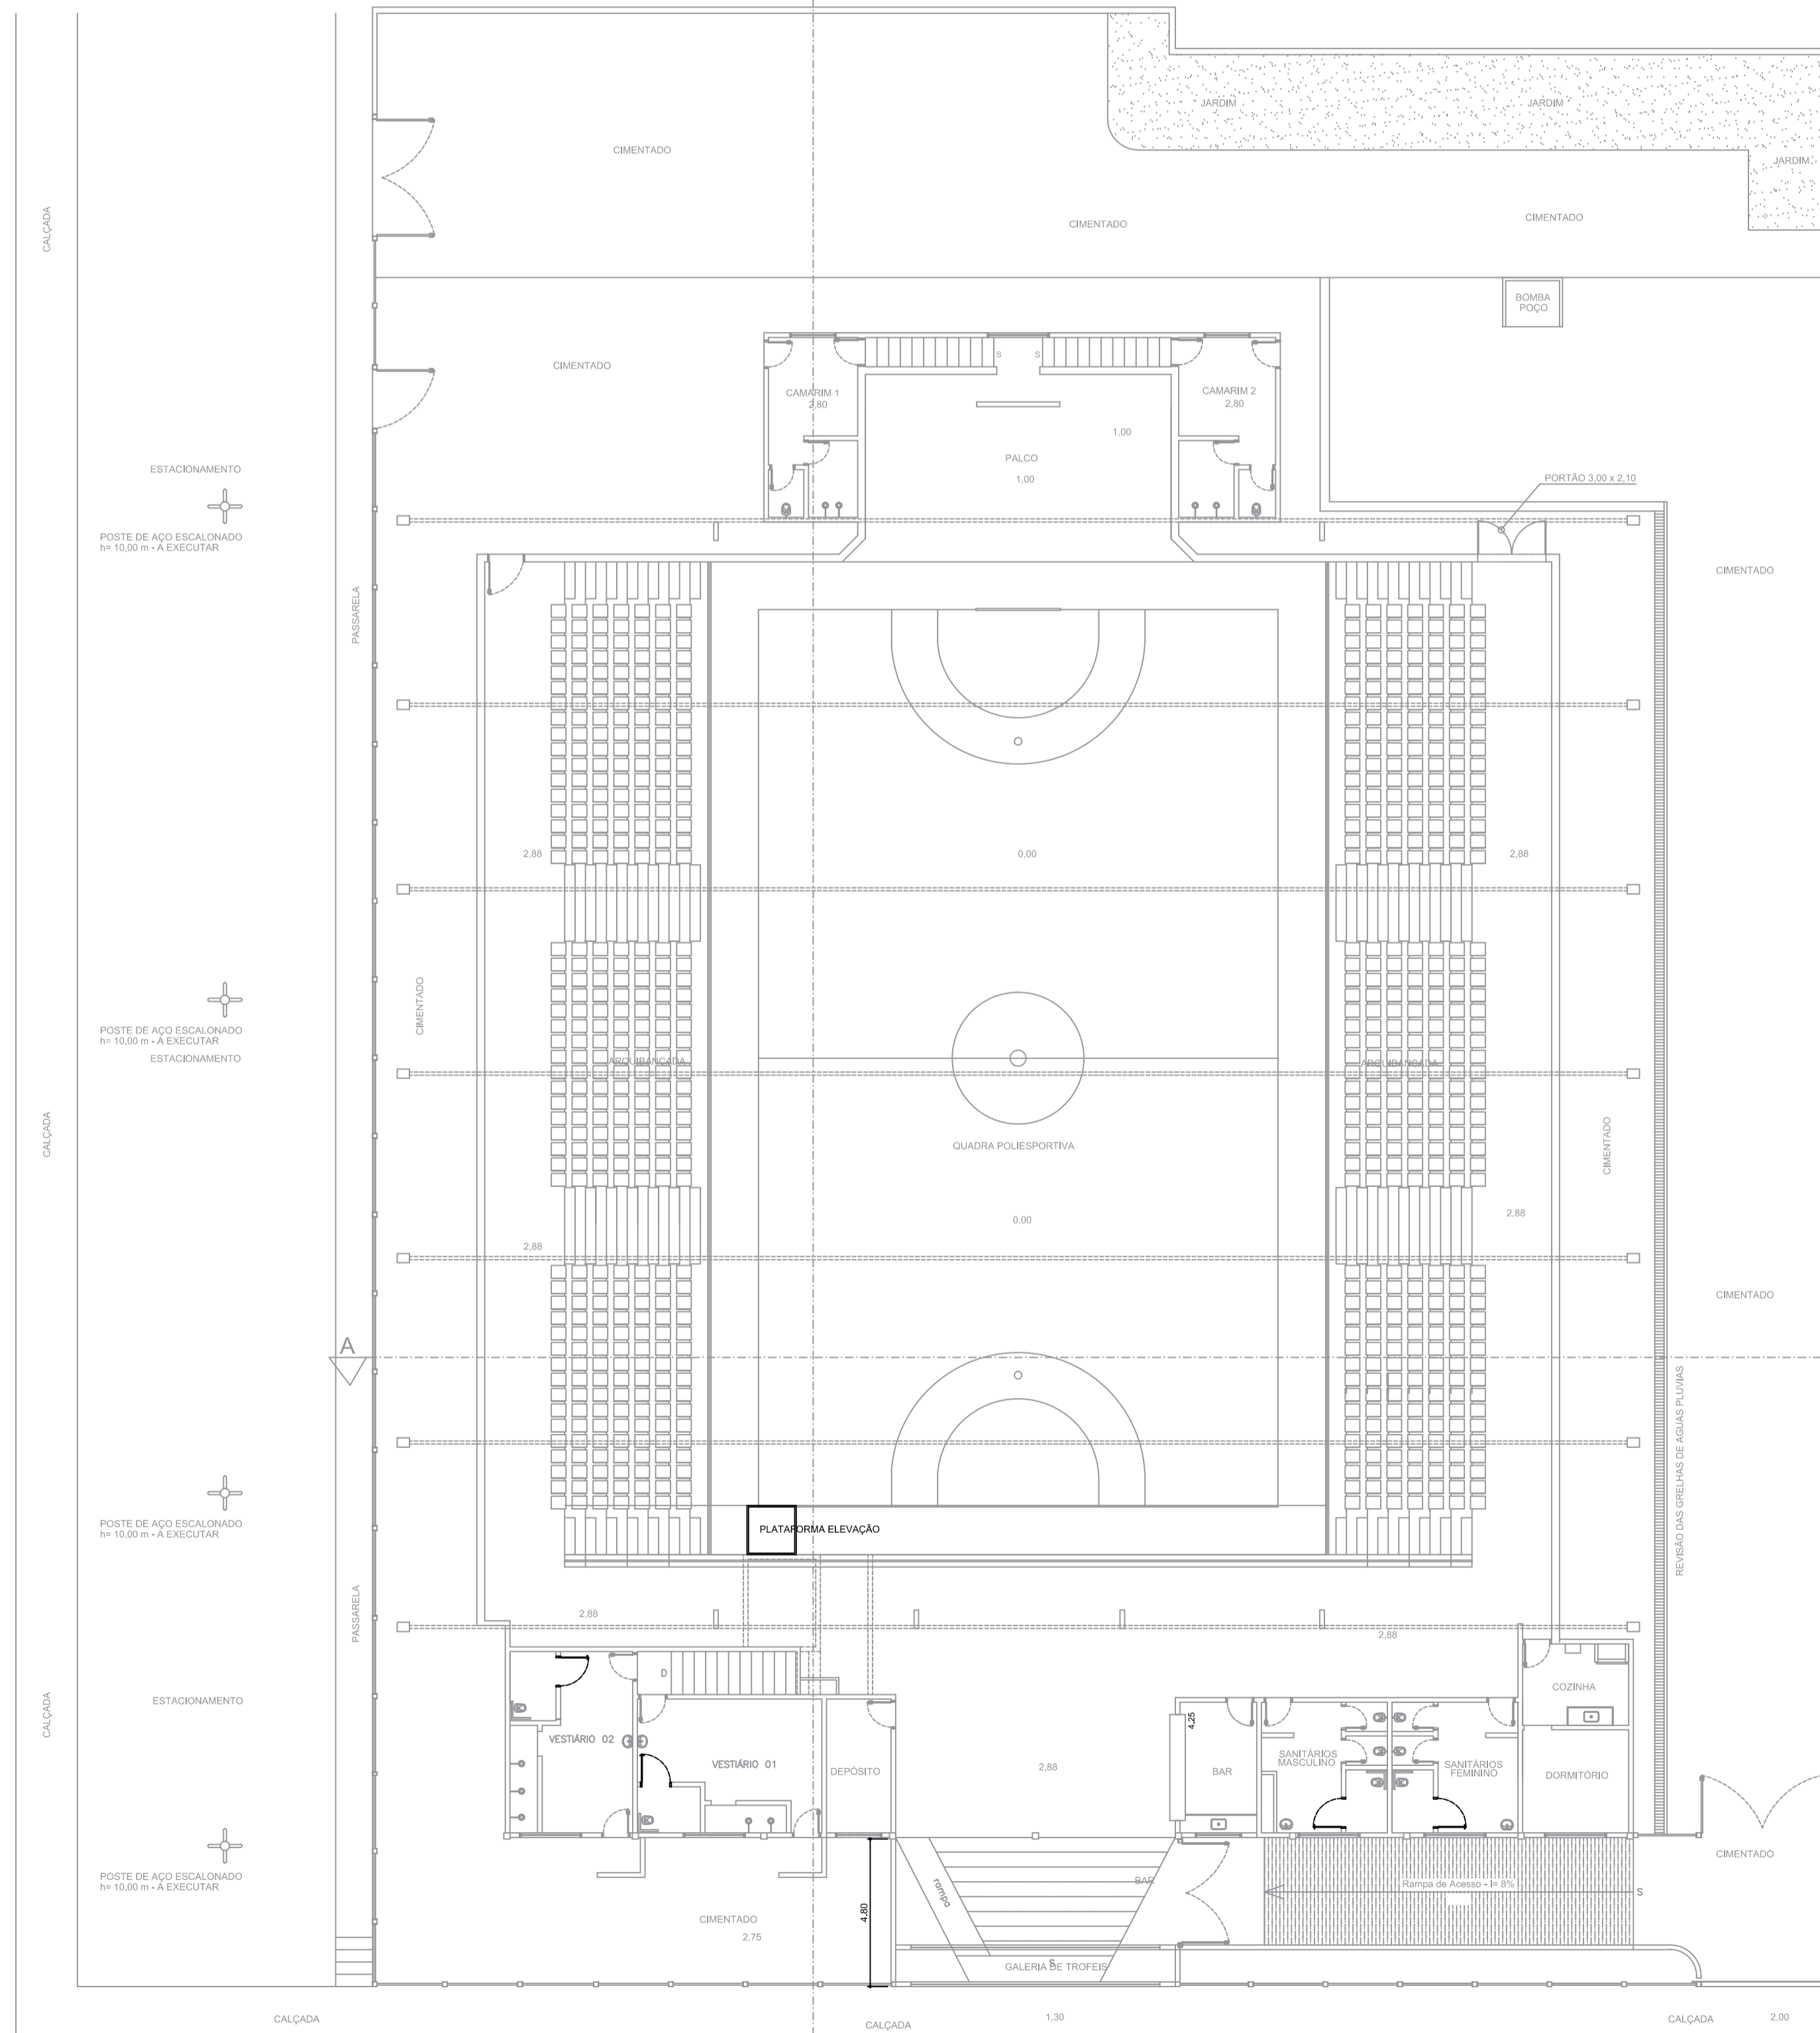 JARDIM
JARDIM
JARDIM
CALÇADA
CIMENTADO
CIMENTADO
CIMENTADO
BOMBA
POÇO
CIMENTADO
S
S
CAMARIM 1
2,80
CAMARIM 2
2,80
1,00
PALCO
1,00
ESTACIONAMENTO
PORTÃO 3,00 x 2,10
POSTE DE AÇO ESCALONADO
h= 10,00 m - A EXECUTAR
PASSARELA
CIMENTADO
2,88
0,00
2,88
CIMENTADO
POSTE DE AÇO ESCALONADO
h= 10,00 m - A EXECUTAR
ESTACIONAMENTO
ARQUIBANCADA
ARQUIBANCADA
CALÇADA
QUADRA POLIESPORTIVA
CIMENTADO
2,88
0,00
2,88
CIMENTADO
A
REVISÃO DAS GRELHAS DE AGUAS PLUVIAS
POSTE DE AÇO ESCALONADO
h= 10,00 m - A EXECUTAR
PLATAFORMA ELEVAÇÃO
PASSARELA
2,88
2,88
D
COZINHA
ESTACIONAMENTO
CALÇADA
VESTIÁRIO 02
VESTIÁRIO 01
DEPÓSITO
2,88
4.25
BAR
SANITÁRIOS
MASCULINO
SANITÁRIOS
FEMININO
DORMITÓRIO
POSTE DE AÇO ESCALONADO
h= 10,00 m - A EXECUTAR
CIMENTADO
BAR
rampa
Rampa de Acesso - I= 8%
S
4.80
CIMENTADO
2,75
S
GALERIA DE TROFEIS
CALÇADA
CALÇADA
1,30
CALÇADA
2,00